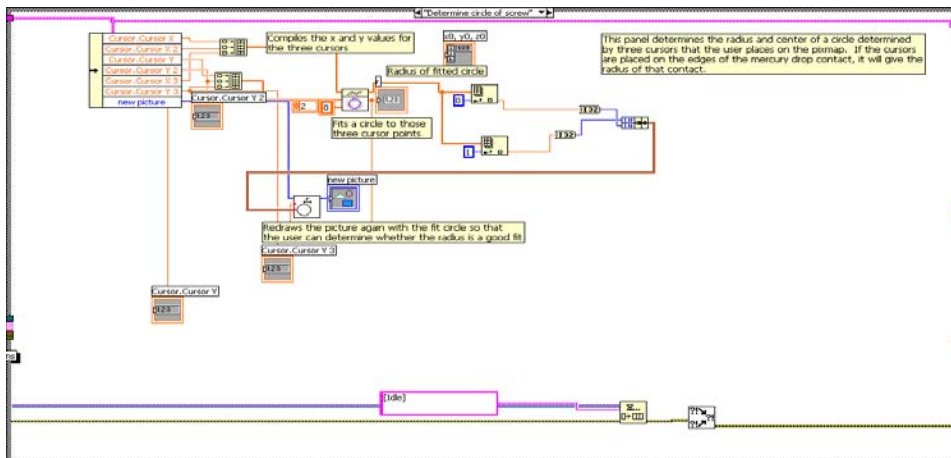 "Determine circle of screw"
Cursor.Cursor X
Cursor.Cursor X 2
Cursor.Cursor Y
Cursor.Cursor Y 2
Cursor.Cursor X 3
Cursor.Cursor Y 3
new picture
Compiles the x and y values for
the three cursors
x0, y0, z0
Radius of fitted circle
This panel determines the radius and center of a circle determined
by three cursors that the user places on the pixmap. If the cursors
are placed on the edges of the mercury drop contact, it will give the
radius of that contact.
Cursor.Cursor Y 2
123
2
0
123
0
I32
Fits a circle to those
three cursor points
1
I32
new picture
Redraws the picture again with the fit circle so that
the user can determine whether the radius is a good fit
Cursor.Cursor Y 3
123
Cursor.Cursor Y
123
ns
[Idle]